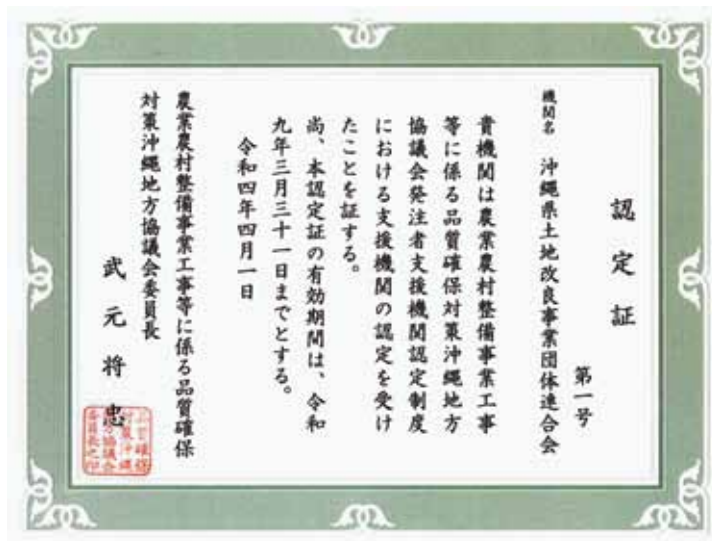 認定証
第一号
機関名　沖縄県土地改良事業団体連合会
貴機関は農業農村整備事業工事
等に係る品質確保対策沖縄地方
協議会発注者支援機関認定制度
における支援機関の認定を受け
たことを証する。
尚、本認定証の有効期間は、令和
九年三月三十一日までとする。
令和四年四月一日
農業農村整備事業工事等に係る品質確保
対策沖縄地方協議会委員長
武元将忠